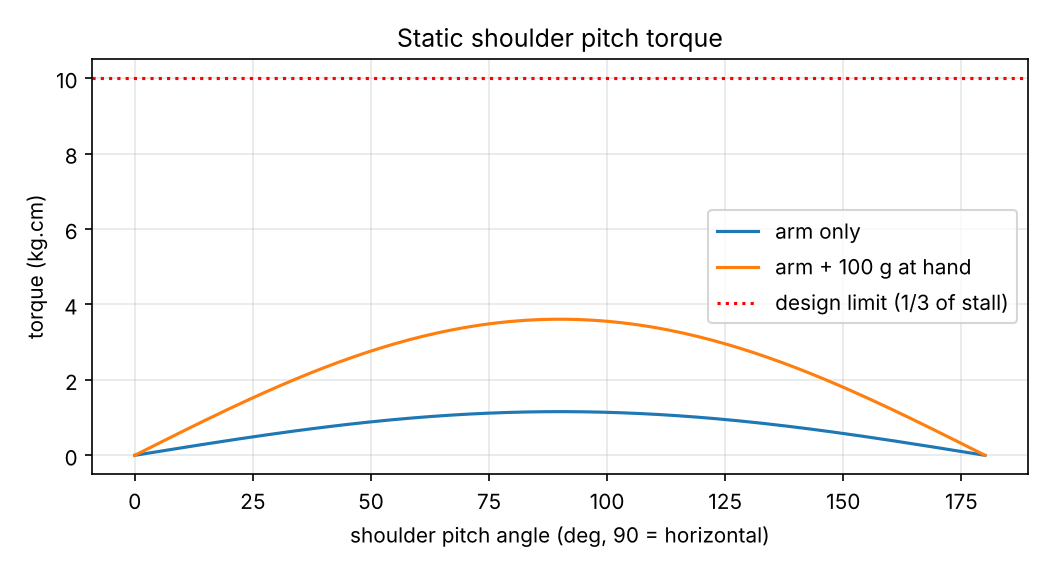 Static shoulder pitch torque
torque (kg.cm)
10
8
6
4
2
0
arm only
arm + 100 g at hand
design limit (1/3 of stall)
0 25 50 75 100 125 150 175
shoulder pitch angle (deg, 90 = horizontal)